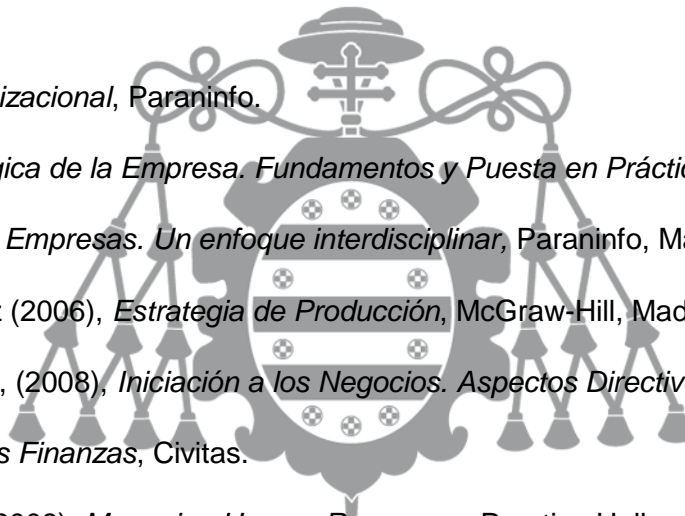 izacional, Paraninfo.
gica de la Empresa. Fundamentos y Puesta en Práctic
Empresas. Un enfoque interdisciplinar, Paraninfo, Ma
(2006), Estrategia de Producción, McGraw-Hill, Mad
, (2008), Iniciación a los Negocios. Aspectos Directiv
s Finanzas, Civitas.